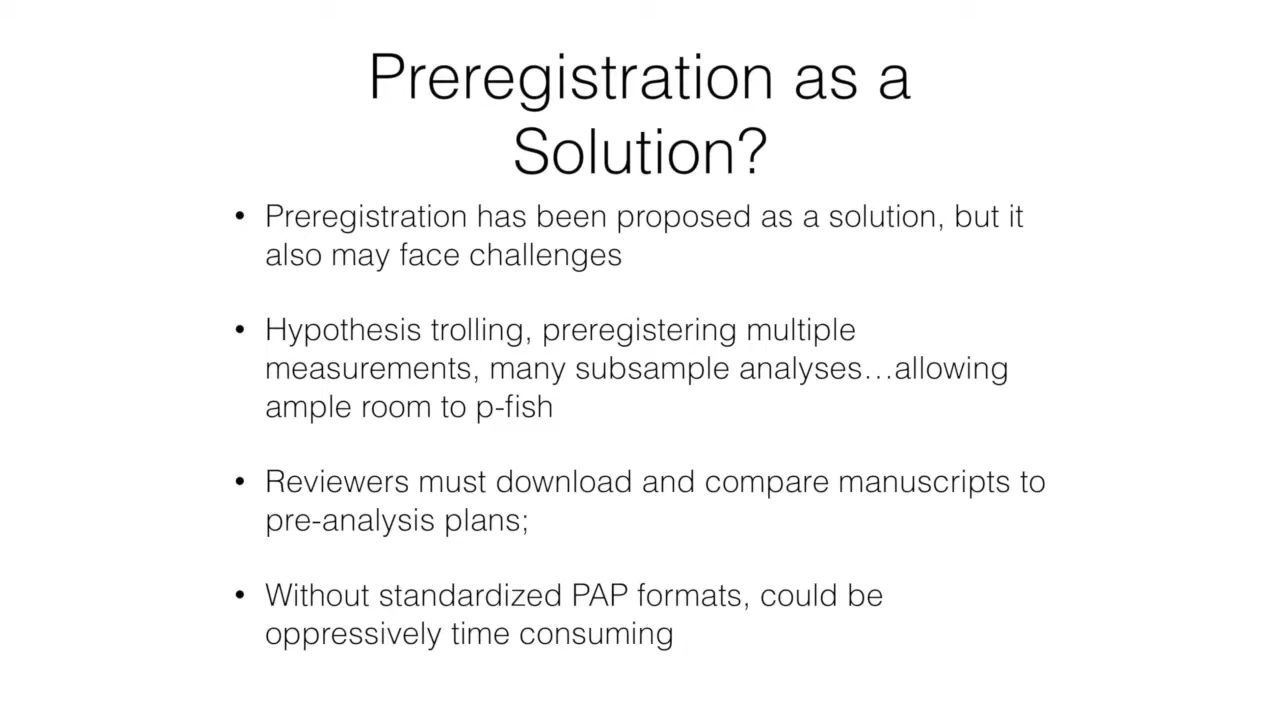 Preregistration as a
Solution?
• Preregistration has been proposed as a solution, but it
also may face challenges
• Hypothesis trolling, preregistering multiple
measurements, many subsample analyses…allowing
ample room to p-fish
• Reviewers must download and compare manuscripts to
pre-analysis plans;
• Without standardized PAP formats, could be
oppressively time consuming